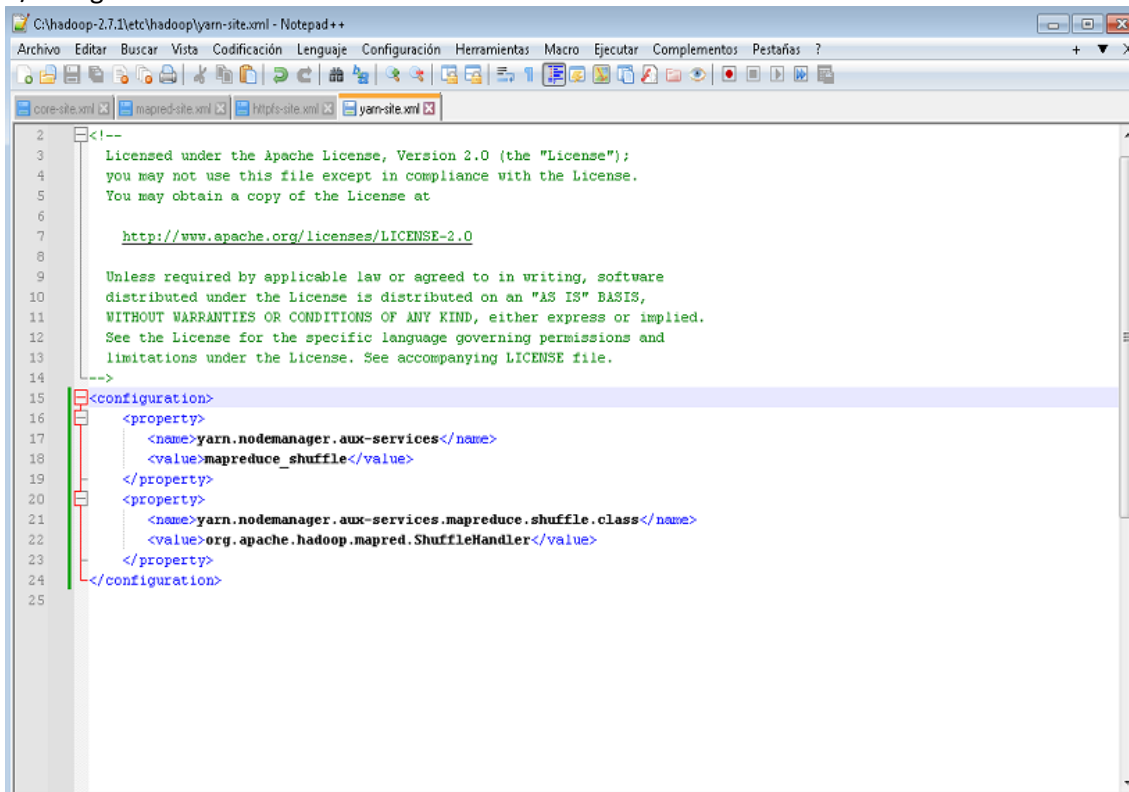 C:\hadoop-2.7.1\etc\hadoop\yarn-site.xml - Notepad++
Archivo Editar Buscar Vista Codificación Lenguaje Configuración Herramientas Macro Ejecutar Complementos Pestañas ? + ▼ X
core-site.xml mapred-site.xml httpfs-site.xml yarn-site.xml
2 <!--
3 Licensed under the Apache License, Version 2.0 (the "License");
4 you may not use this file except in compliance with the License.
5 You may obtain a copy of the License at
6
7 http://www.apache.org/licenses/LICENSE-2.0
8
9 Unless required by applicable law or agreed to in writing, software
10 distributed under the License is distributed on an "AS IS" BASIS,
11 WITHOUT WARRANTIES OR CONDITIONS OF ANY KIND, either express or implied.
12 See the License for the specific language governing permissions and
13 limitations under the License. See accompanying LICENSE file.
14 -->
15 <configuration>
16 <property>
17 <name>yarn.nodemanager.aux-services</name>
18 <value>mapreduce_shuffle</value>
19 </property>
20 <property>
21 <name>yarn.nodemanager.aux-services.mapreduce.shuffle.class</name>
22 <value>org.apache.hadoop.mapred.ShuffleHandler</value>
23 </property>
24 </configuration>
25